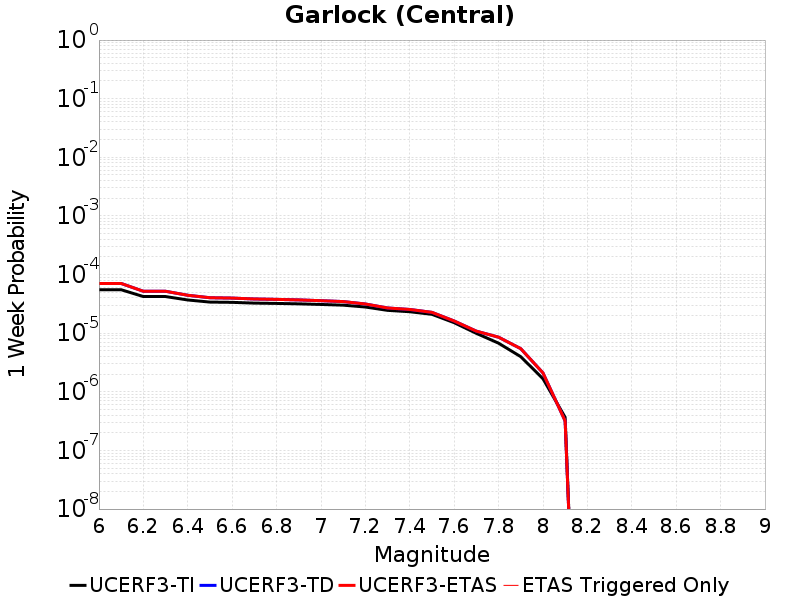 Garlock (Central)
1 Week Probability
10^0
10^-1
10^-2
10^-3
10^-4
10^-5
10^-6
10^-7
10^-8
6 6.2 6.4 6.6 6.8 7 7.2 7.4 7.6 7.8 8 8.2 8.4 8.6 8.8 9
Magnitude
UCERF3-TI UCERF3-TD UCERF3-ETAS ETAS Triggered Only